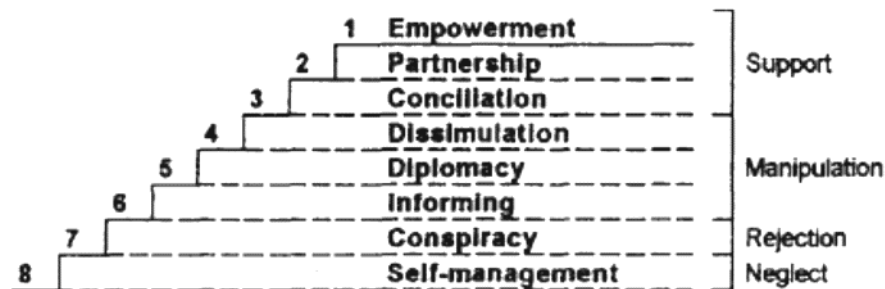 1 Empowerment
2 Partnership Support
3 Conciliation
4 Dissimulation
5 Diplomacy Manipulation
6 Informing
7 Conspiracy Rejection
8 Self-management Neglect